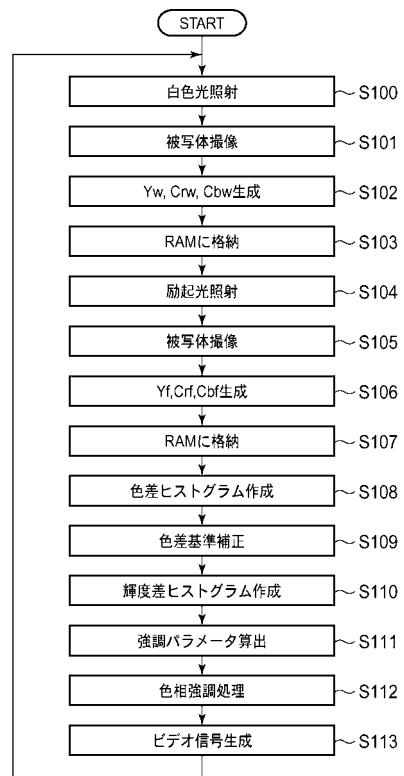 START
白色光照射 S100
被写体撮像 S101
Yw, Crw, Cbw生成 S102
RAMに格納 S103
励起光照射 S104
被写体撮像 S105
Yf,Crf,Cbf生成 S106
RAMに格納 S107
色差ヒストグラム作成 S108
色差基準補正 S109
輝度差ヒストグラム作成 S110
強調パラメータ算出 S111
色相強調処理 S112
ビデオ信号生成 S113